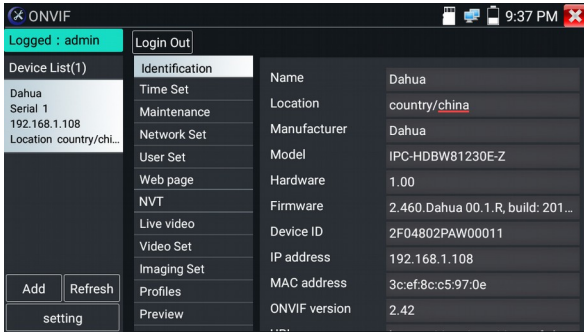 ONVIF
9:37 PM
Logged : admin
Login Out
Device List(1)
Dahua
Serial 1
192.168.1.108
Location country/chi...
Add
Refresh
setting
Identification
Time Set
Maintenance
Network Set
User Set
Web page
NVT
Live video
Video Set
Imaging Set
Profiles
Preview
Name Dahua
Location country/china
Manufacturer Dahua
Model IPC-HDBW81230E-Z
Hardware 1.00
Firmware 2.460.Dahua 00.1.R, build: 201...
Device ID 2F04802PAW00011
IP address 192.168.1.108
MAC address 3c:ef:8c:c5:97:0e
ONVIF version 2.42